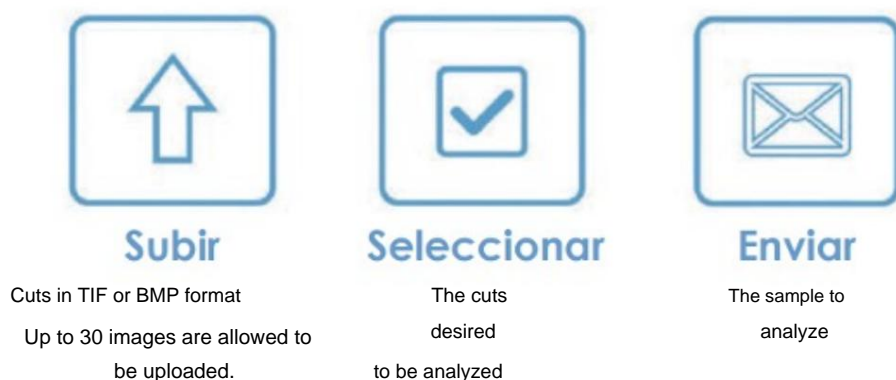 Subir
Cuts in TIF or BMP format
Up to 30 images are allowed to
be uploaded.
Seleccionar
The cuts
desired
to be analyzed
Enviar
The sample to
analyze